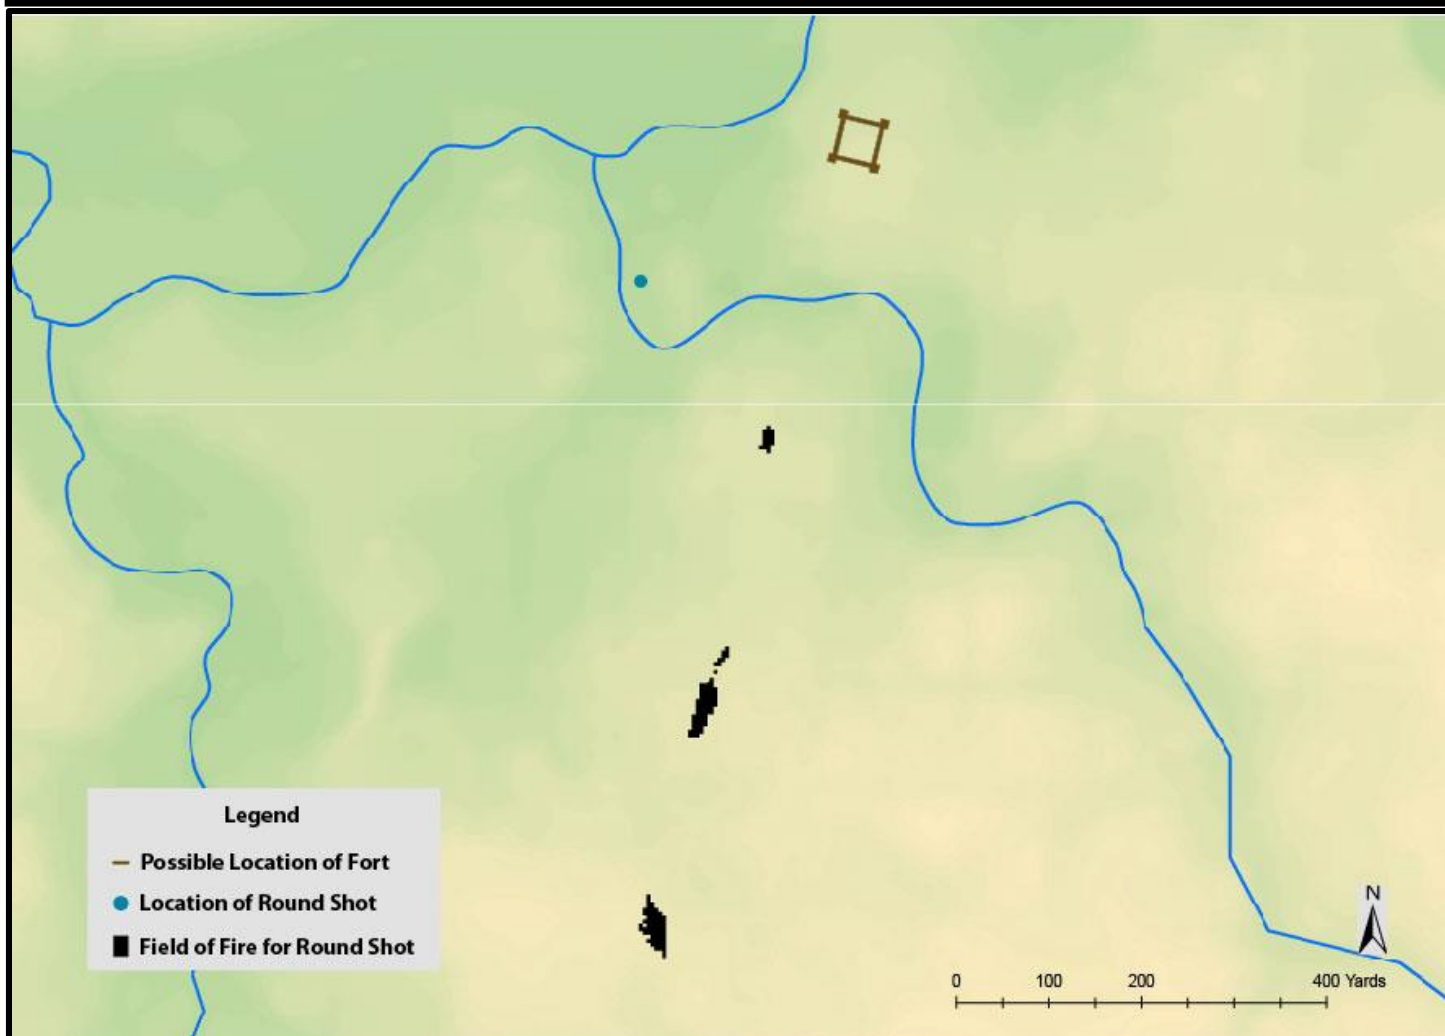 Legend
Possible Location of Fort
Location of Round Shot
Field of Fire for Round Shot
N
0 100 200 400 Yards